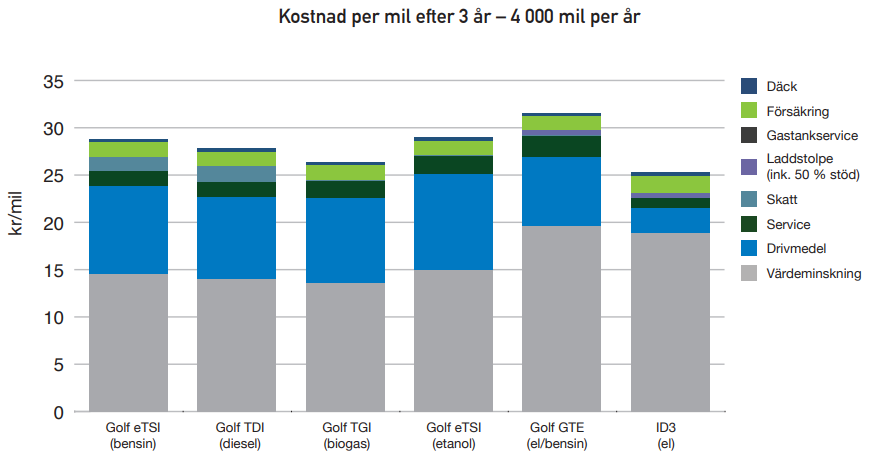 Kostnad per mil efter 3 år – 4 000 mil per år
kr/mil
35
30
25
20
15
10
5
0
Golf eTSI
(bensin)
Golf TDI
(diesel)
Golf TGI
(biogas)
Golf eTSI
(etanol)
Golf GTE
(el/bensin)
ID3
(el)
Däck
Försäkring
Gastankservice
Laddstolpe
(ink. 50 % stöd)
Skatt
Service
Drivmedel
Värdeminskning